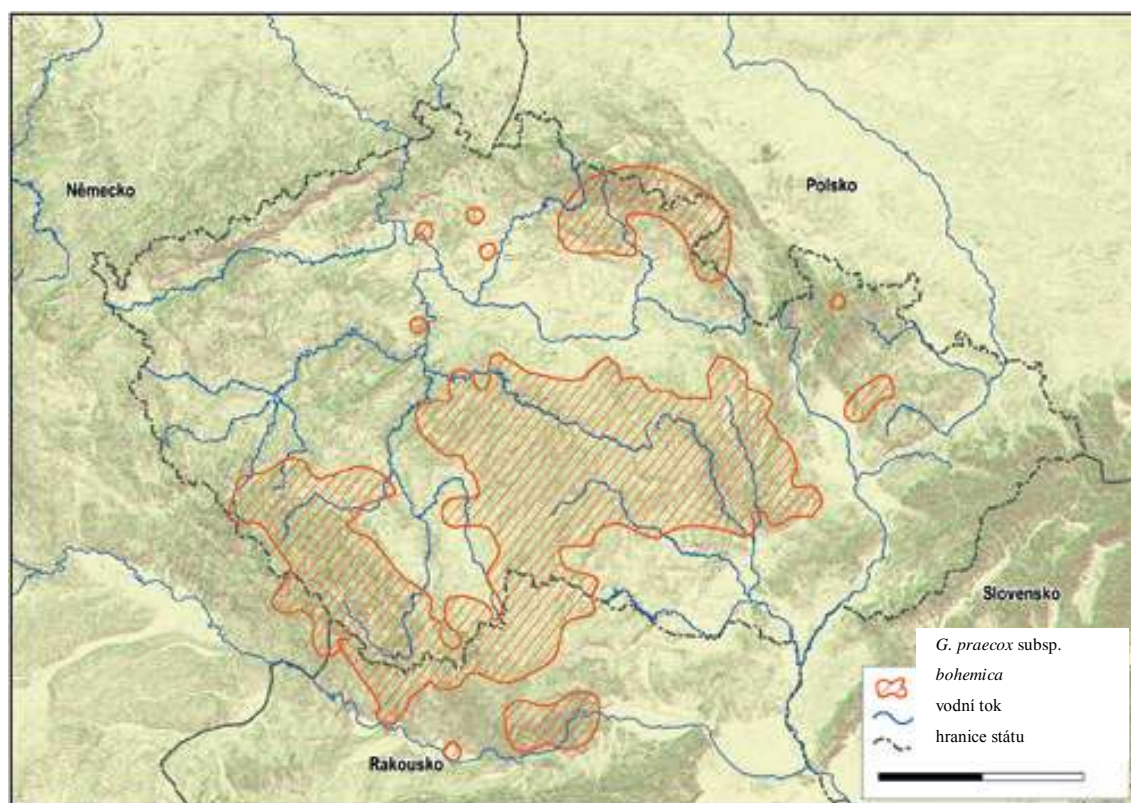 Německo
Polsko
Slovensko
Rakousko
G. praecox subsp.
bohemica
vodní tok
hranice státu